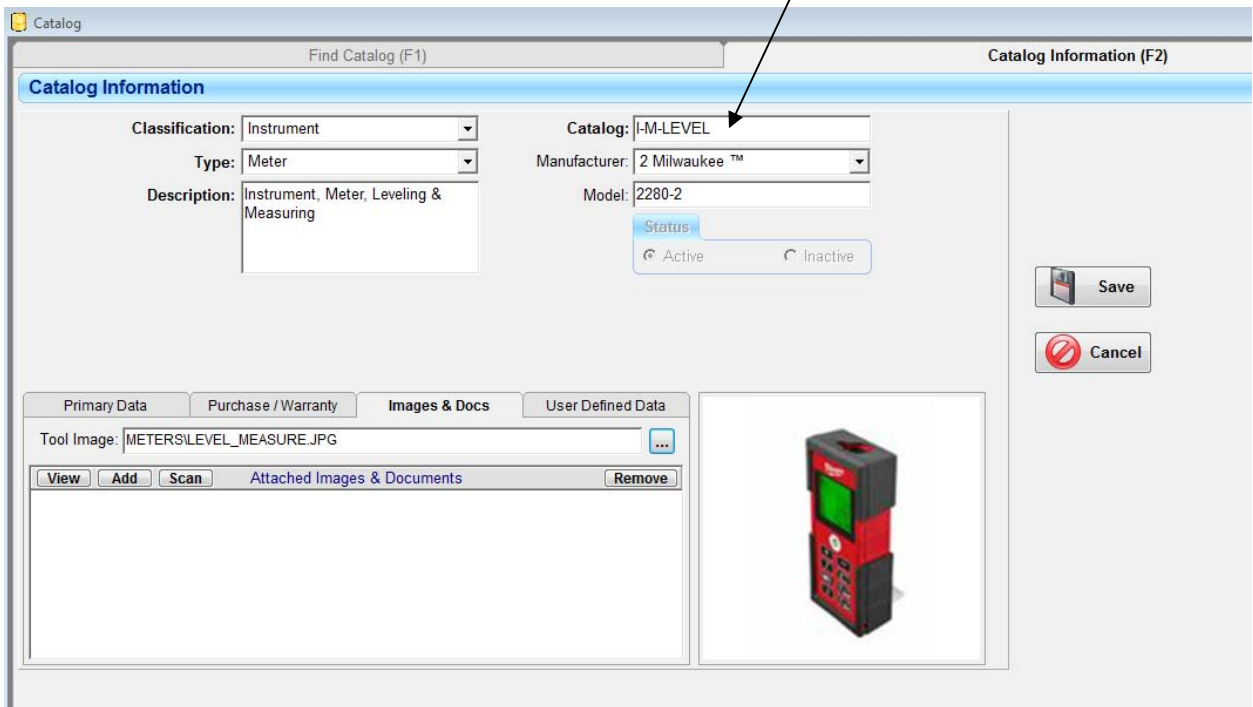 Catalog
Find Catalog (F1)
Catalog Information (F2)
Catalog Information
Classification: Instrument
Catalog: I-M-LEVEL
Type: Meter
Manufacturer: 2 Milwaukee ™
Description: Instrument, Meter, Leveling &
Measuring
Model: 2280-2
Status
Active
Inactive
Save
Cancel
Primary Data
Purchase / Warranty
Images & Docs
User Defined Data
Tool Image: METERS\LEVEL_MEASURE.JPG
...
View
Add
Scan
Attached Images & Documents
Remove